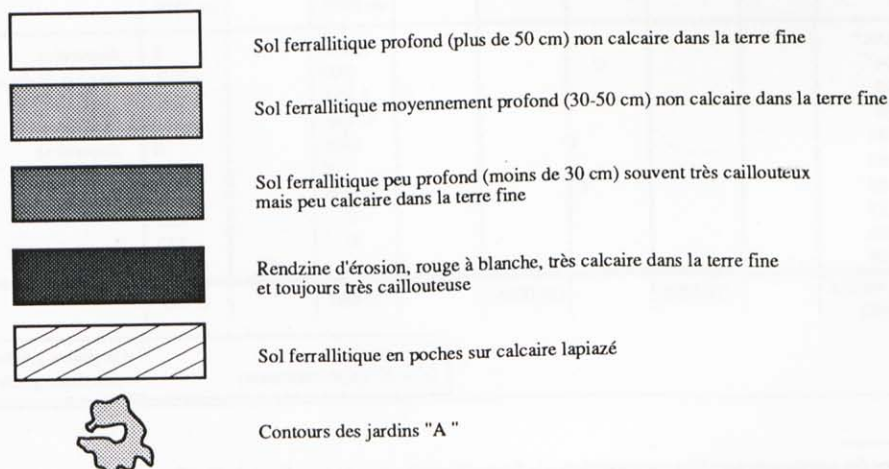 Sol ferrallitique profond (plus de 50 cm) non calcaire dans la terre fine
Sol ferrallitique moyennement profond (30-50 cm) non calcaire dans la terre fine
Sol ferrallitique peu profond (moins de 30 cm) souvent très caillouteux
mais peu calcaire dans la terre fine
Rendzine d'érosion, rouge à blanche, très calcaire dans la terre fine
et toujours très caillouteuse
Sol ferrallitique en poches sur calcaire lapiazé
Contours des jardins "A "